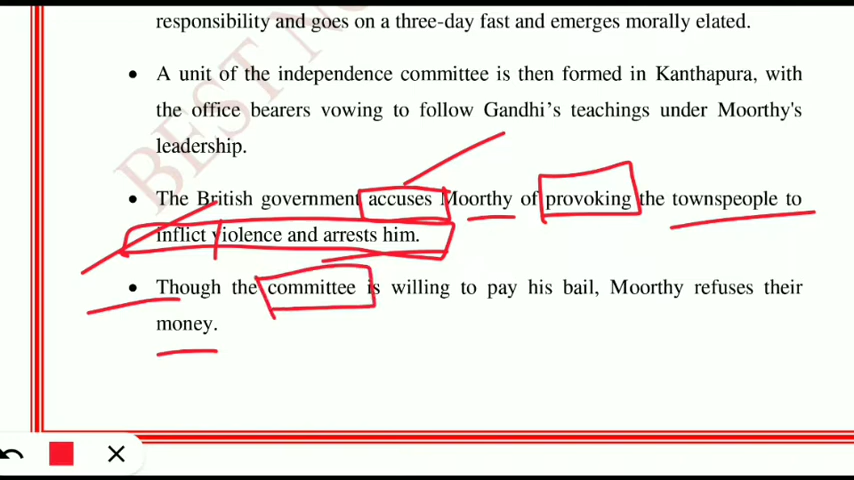 responsibility and goes on a three-day fast and emerges morally elated.
• A unit of the independence committee is then formed in Kanthapura, with
the office bearers vowing to follow Gandhi's teachings under Moorthy's
leadership.
• The British government accuses Moorthy of provoking the townspeople to
inflict violence and arrests him.
• Though the committee is willing to pay his bail, Moorthy refuses their
money.
BEST NO